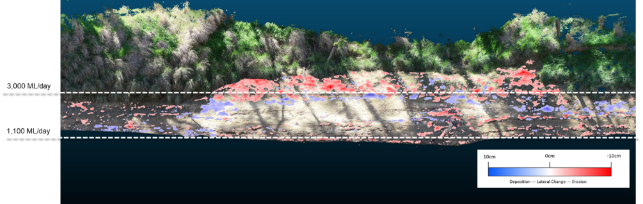 3,000 ML/day
1,100 ML/day
10cm 0cm -10cm
Deposition — Lateral Change — Erosion